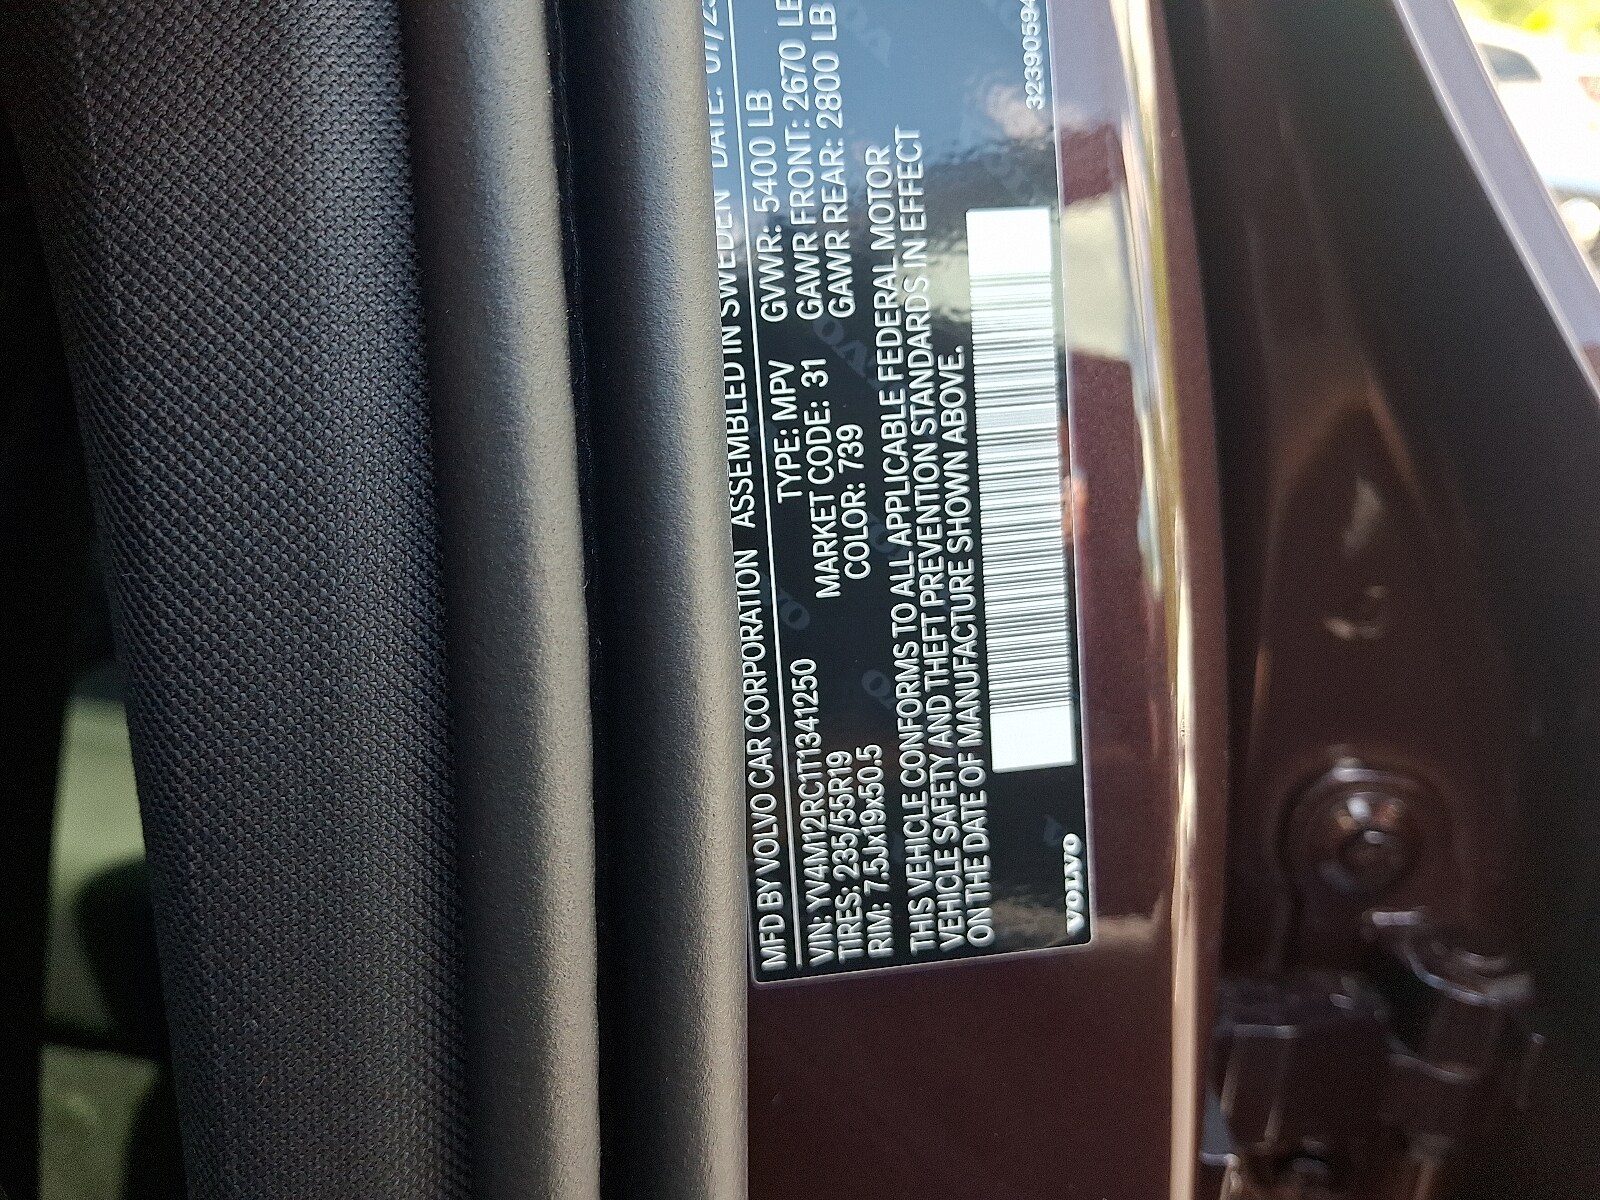 MFD BY VOLVO CAR CORPORATION ASSEMBLED IN SWEDEN DATE: 07/25
VIN: YV4M12RC1T1341250 TYPE: MPV GVWR: 5400 LB
TIRES: 235/55R19 MARKET CODE: 31 GAWR FRONT: 2670 LB
RIM: 7.5Jx19x50.5 COLOR: 739 GAWR REAR: 2800 LB
THIS VEHICLE CONFORMS TO ALL APPLICABLE FEDERAL MOTOR
VEHICLE SAFETY AND THEFT PREVENTION STANDARDS IN EFFECT
ON THE DATE OF MANUFACTURE SHOWN ABOVE.
VOLVO 32390594